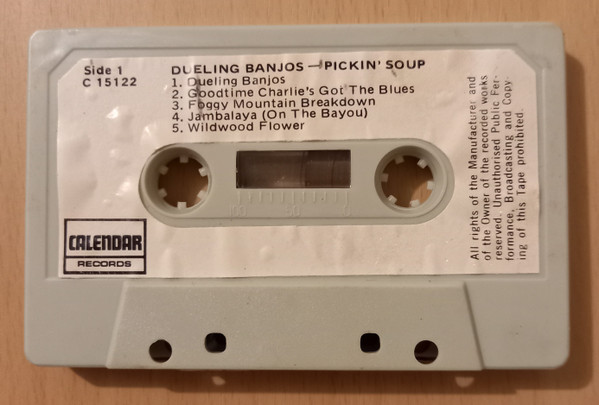 Side 1
C 15122
DUELING BANJOS — PICKIN' SOUP
1. Dueling Banjos
2. Goodtime Charlie's Got The Blues
3. Foggy Mountain Breakdown
4. Jambalaya (On The Bayou)
5. Wildwood Flower
CALENDAR
RECORDS
All rights of the Manufacturer and
of the Owner of the recorded works
reserved. Unauthorised Public Per-
formance, Broadcasting and Copy-
ing of this Tape prohibited.